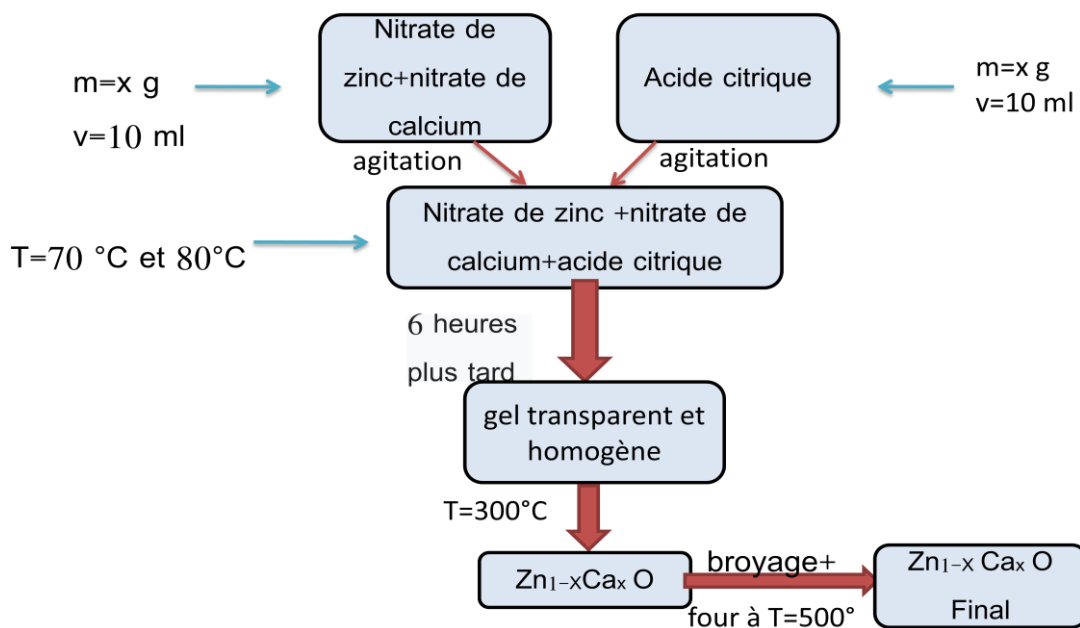 Nitrate de
zinc+nitrate de
calcium
Acide citrique
m=x g
v=10 ml
m=x g
v=10 ml
agitation
agitation
Nitrate de zinc +nitrate de
calcium+acide citrique
T=70 °C et 80°C
6 heures
plus tard
gel transparent et
homogène
T=300°C
Zn₁₋ₓCaₓ O
broyage+
four à T=500°
Zn₁₋ₓ Caₓ O
Final